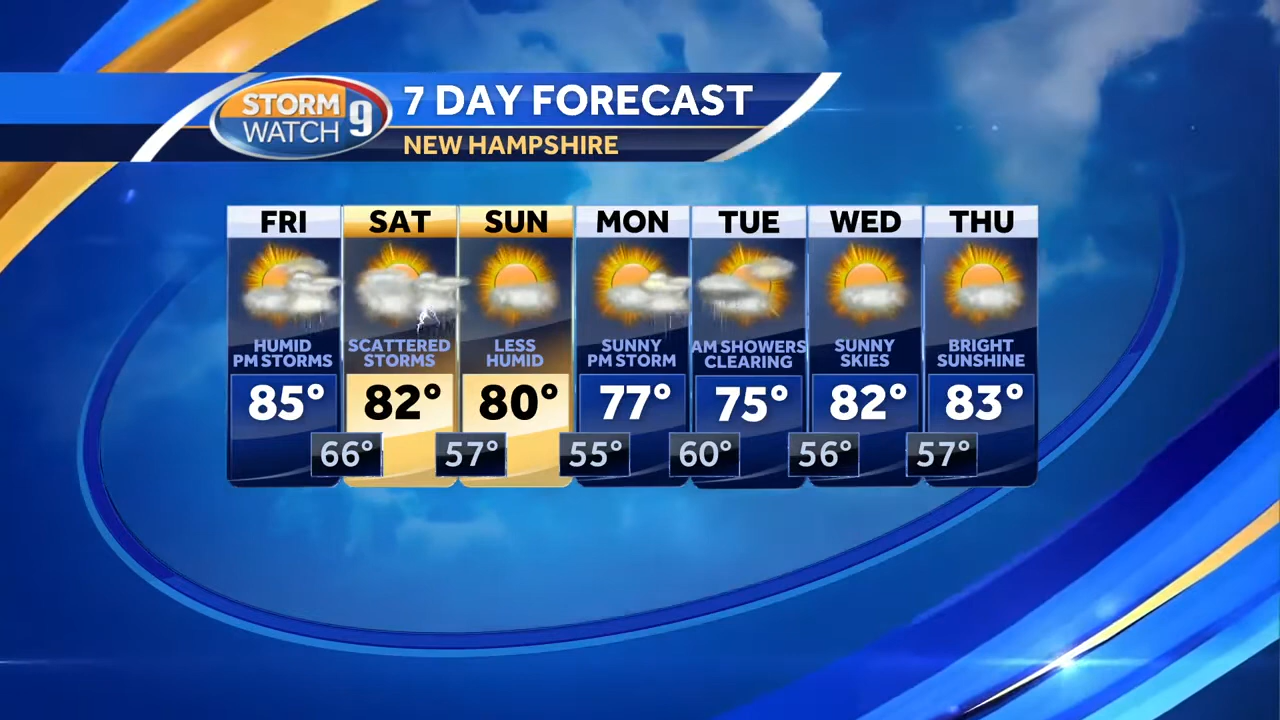 STORM
WATCH 9
7 DAY FORECAST
NEW HAMPSHIRE
FRI SAT SUN MON TUE WED THU
HUMID
PM STORMS
SCATTERED
STORMS
LESS
HUMID
SUNNY
PM STORM
AM SHOWERS
CLEARING
SUNNY
SKIES
BRIGHT
SUNSHINE
85° 82° 80° 77° 75° 82° 83°
66° 57° 55° 60° 56° 57°